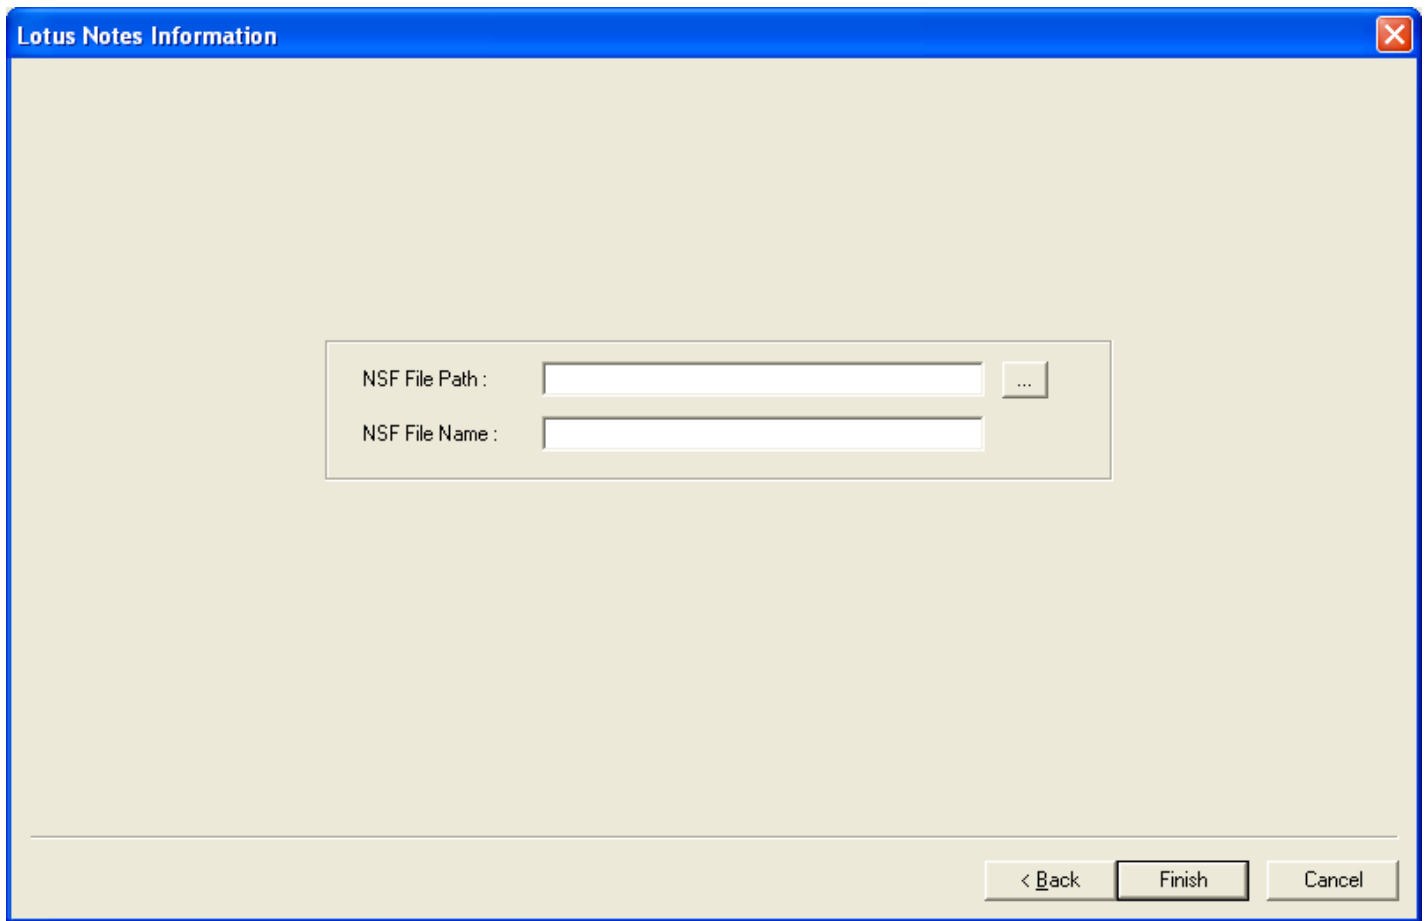 Lotus Notes Information
NSF File Path :
...
NSF File Name :
< Back
Finish
Cancel